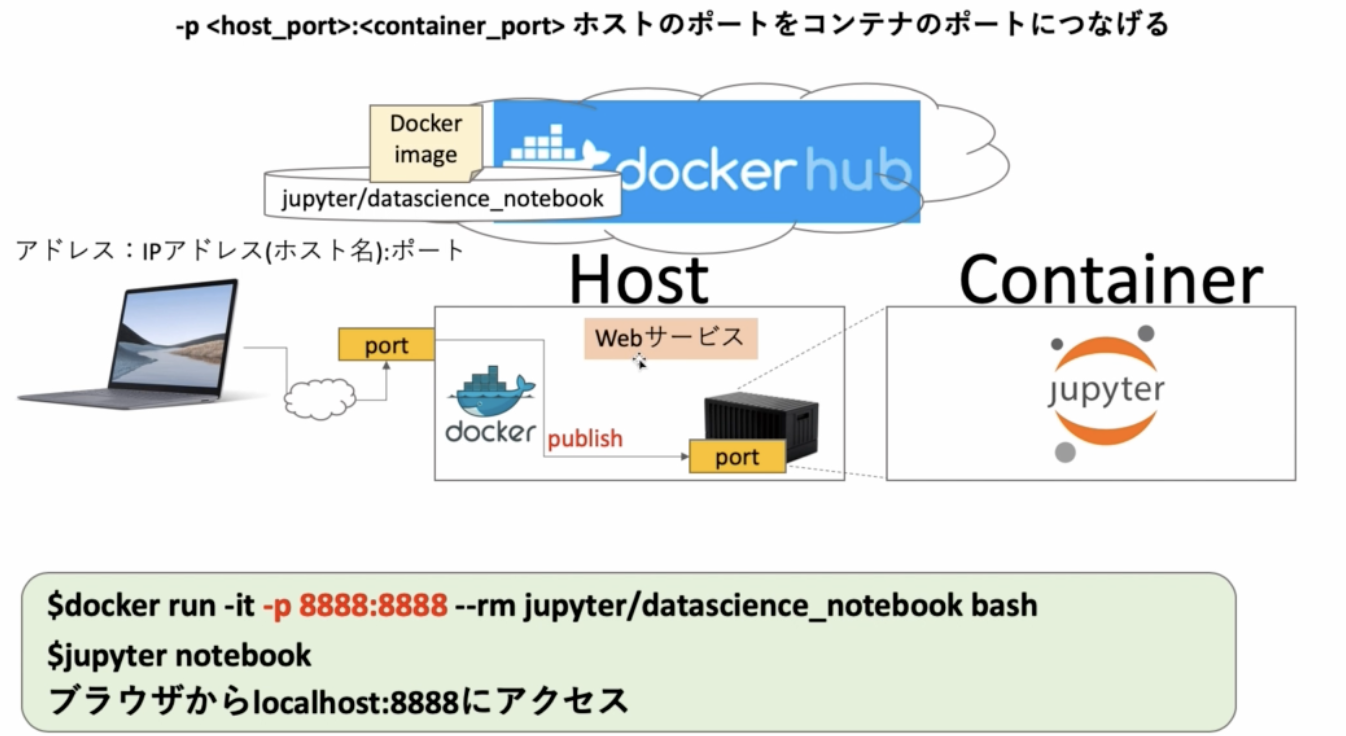 -p <host_port>:<container_port> ホストのポートをコンテナのポートにつなげる
Docker
image
docker hub
jupyter/datascience_notebook
アドレス：IPアドレス(ホスト名):ポート
Host
Container
port
Webサービス
docker
publish
port
jupyter
$docker run -it -p 8888:8888 --rm jupyter/datascience_notebook bash
$jupyter notebook
ブラウザからlocalhost:8888にアクセス